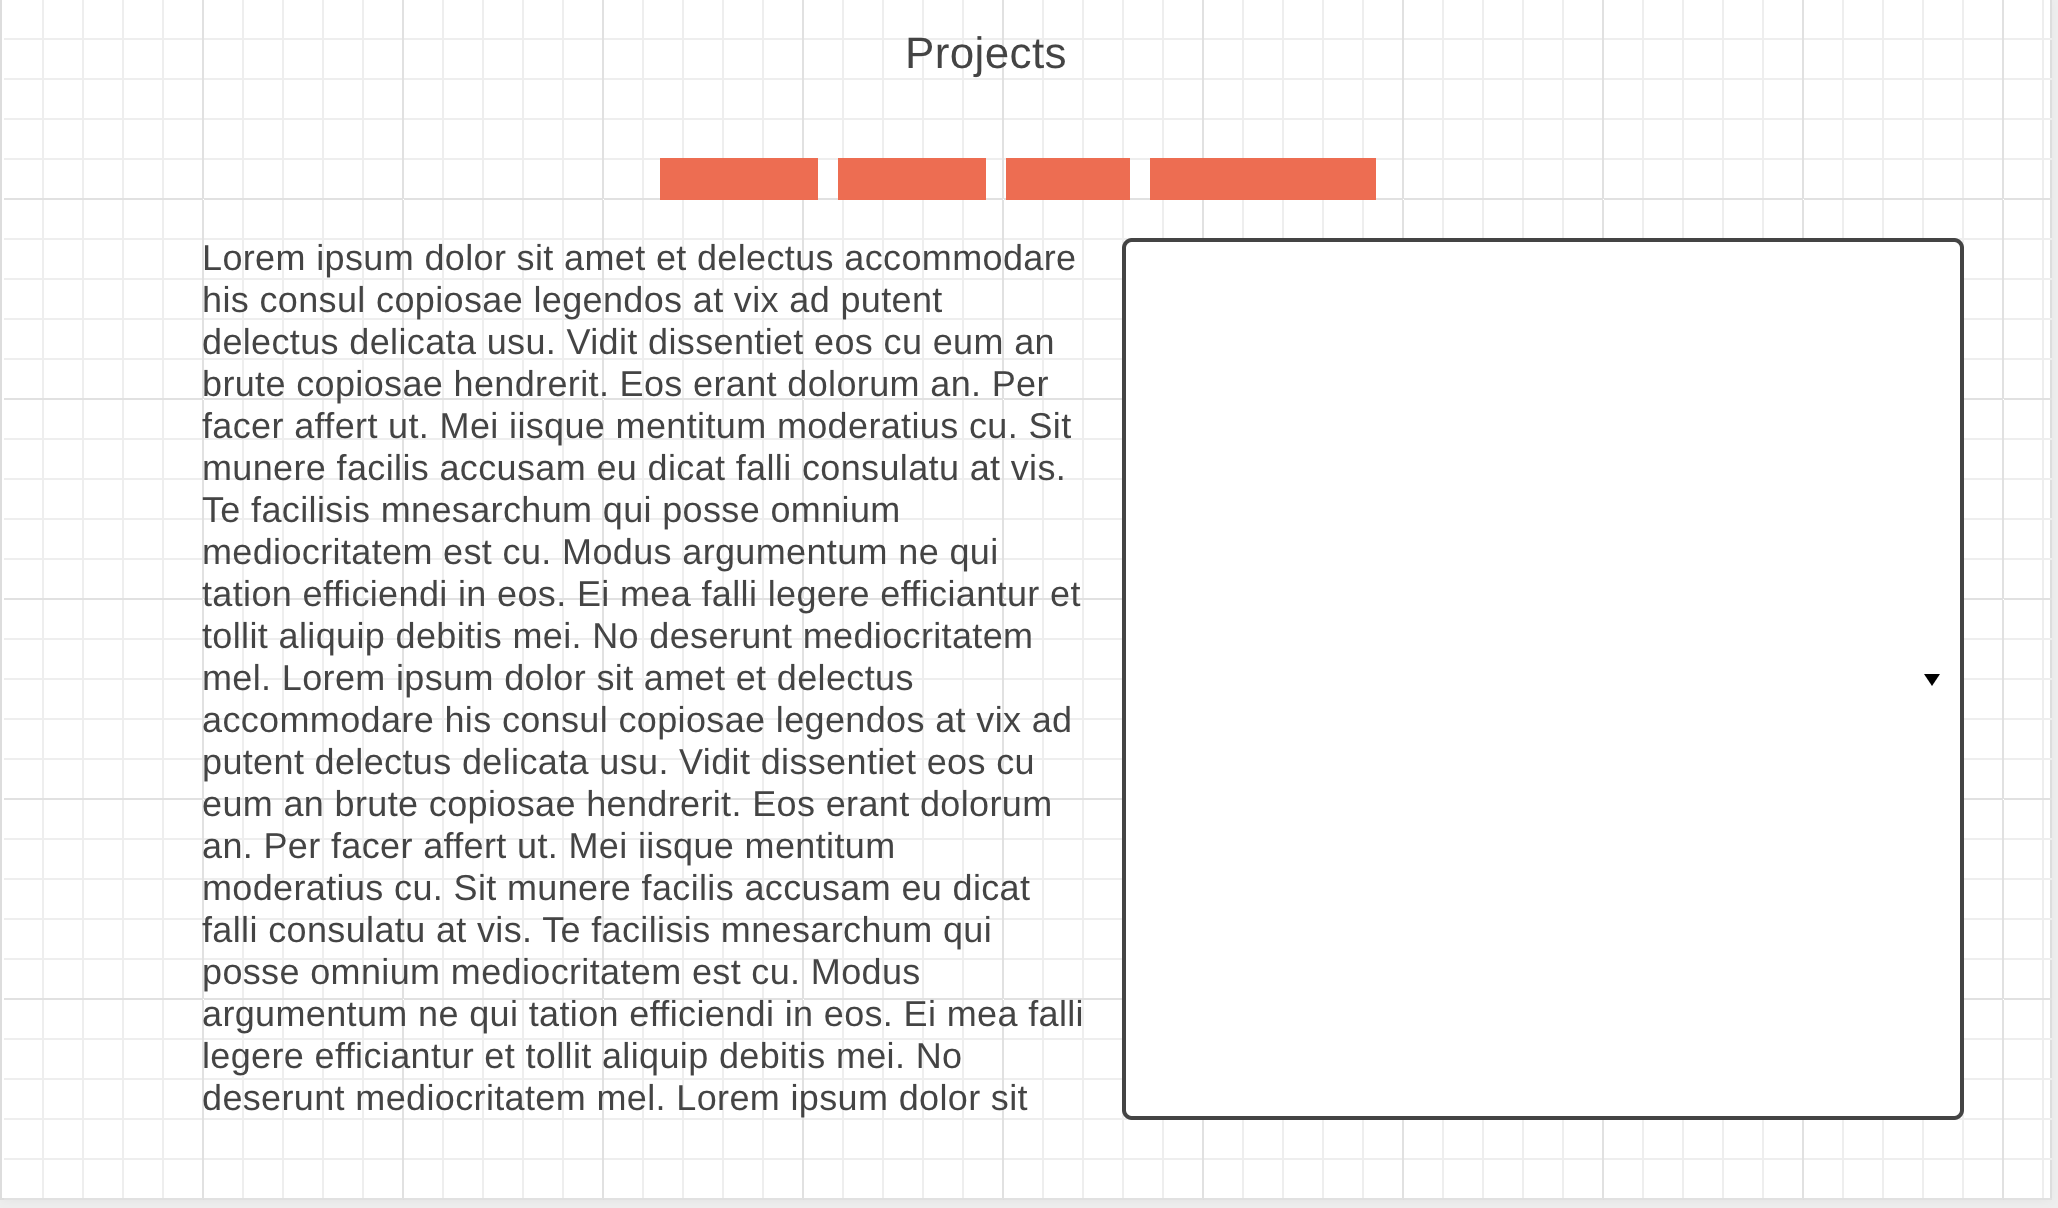 Projects
Lorem ipsum dolor sit amet et delectus accommodare
his consul copiosae legendos at vix ad putent
delectus delicata usu. Vidit dissentiet eos cu eum an
brute copiosae hendrerit. Eos erant dolorum an. Per
facer affert ut. Mei iisque mentitum moderatius cu. Sit
munere facilis accusam eu dicat falli consulatu at vis.
Te facilisis mnesarchum qui posse omnium
mediocritatem est cu. Modus argumentum ne qui
tation efficiendi in eos. Ei mea falli legere efficiantur et
tollit aliquip debitis mei. No deserunt mediocritatem
mel. Lorem ipsum dolor sit amet et delectus
accommodare his consul copiosae legendos at vix ad
putent delectus delicata usu. Vidit dissentiet eos cu
eum an brute copiosae hendrerit. Eos erant dolorum
an. Per facer affert ut. Mei iisque mentitum
moderatius cu. Sit munere facilis accusam eu dicat
falli consulatu at vis. Te facilisis mnesarchum qui
posse omnium mediocritatem est cu. Modus
argumentum ne qui tation efficiendi in eos. Ei mea falli
legere efficiantur et tollit aliquip debitis mei. No
deserunt mediocritatem mel. Lorem ipsum dolor sit